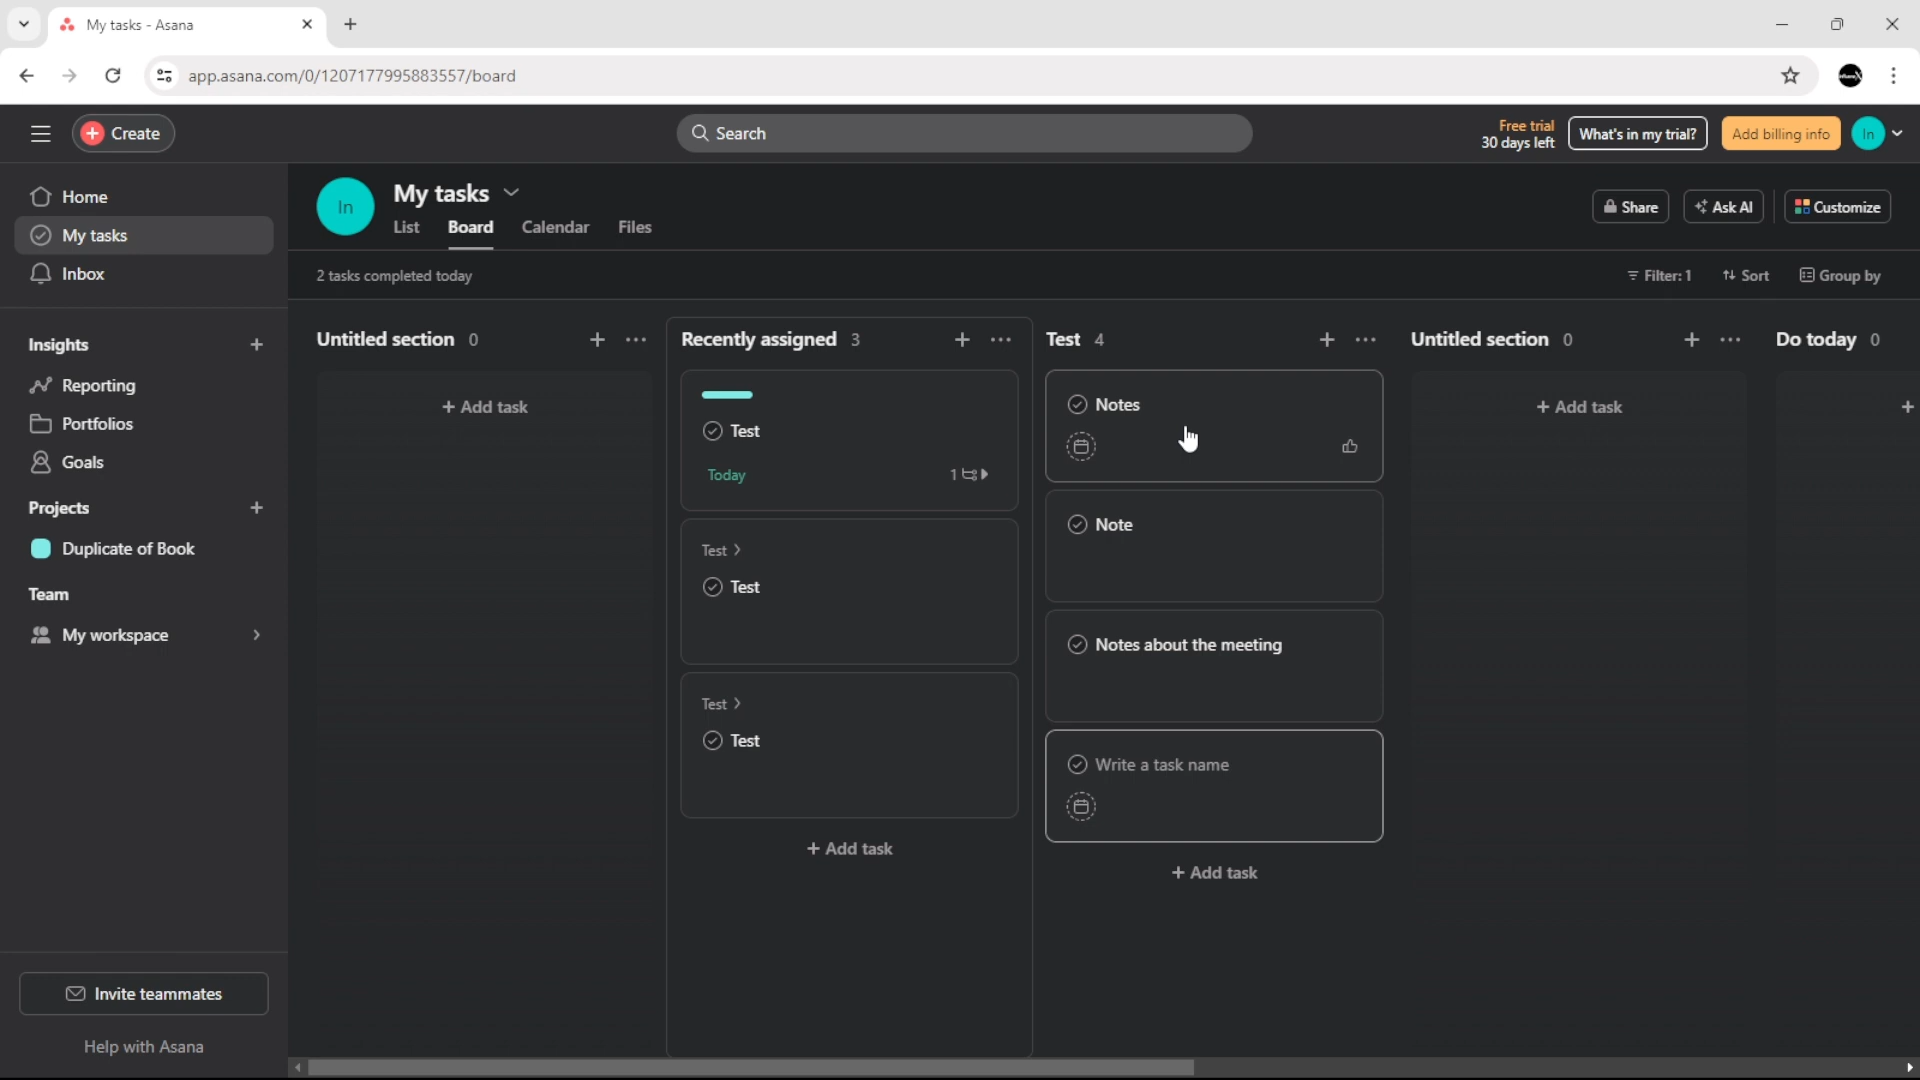 My tasks - Asana
app.asana.com/0/1207177995883557/board
Create
Search
Free trial
30 days left
What's in my trial?
Add billing info
In
Home
My tasks
Inbox
Insights
Reporting
Portfolios
Goals
Projects
Duplicate of Book
Team
My workspace
Invite teammates
Help with Asana
In
My tasks
List Board Calendar Files
Share
Ask AI
Customize
2 tasks completed today
Filter: 1
Sort
Group by
Untitled section 0
+ Add task
Recently assigned 3
Test
Today 1
Test >
Test
Test >
Test
+ Add task
Test 4
Notes
Note
Notes about the meeting
Write a task name
+ Add task
Untitled section 0
+ Add task
Do today 0
+